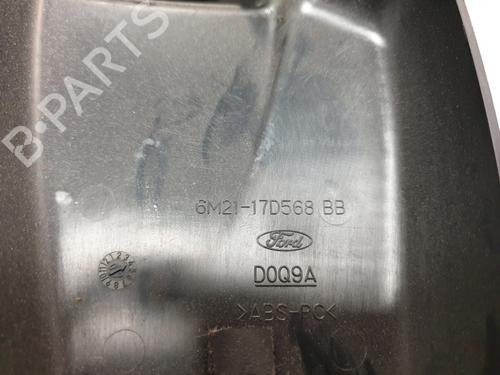 B-PARTS
6M21-17D568 BB
Ford
D0Q9A
>ABS-PC<